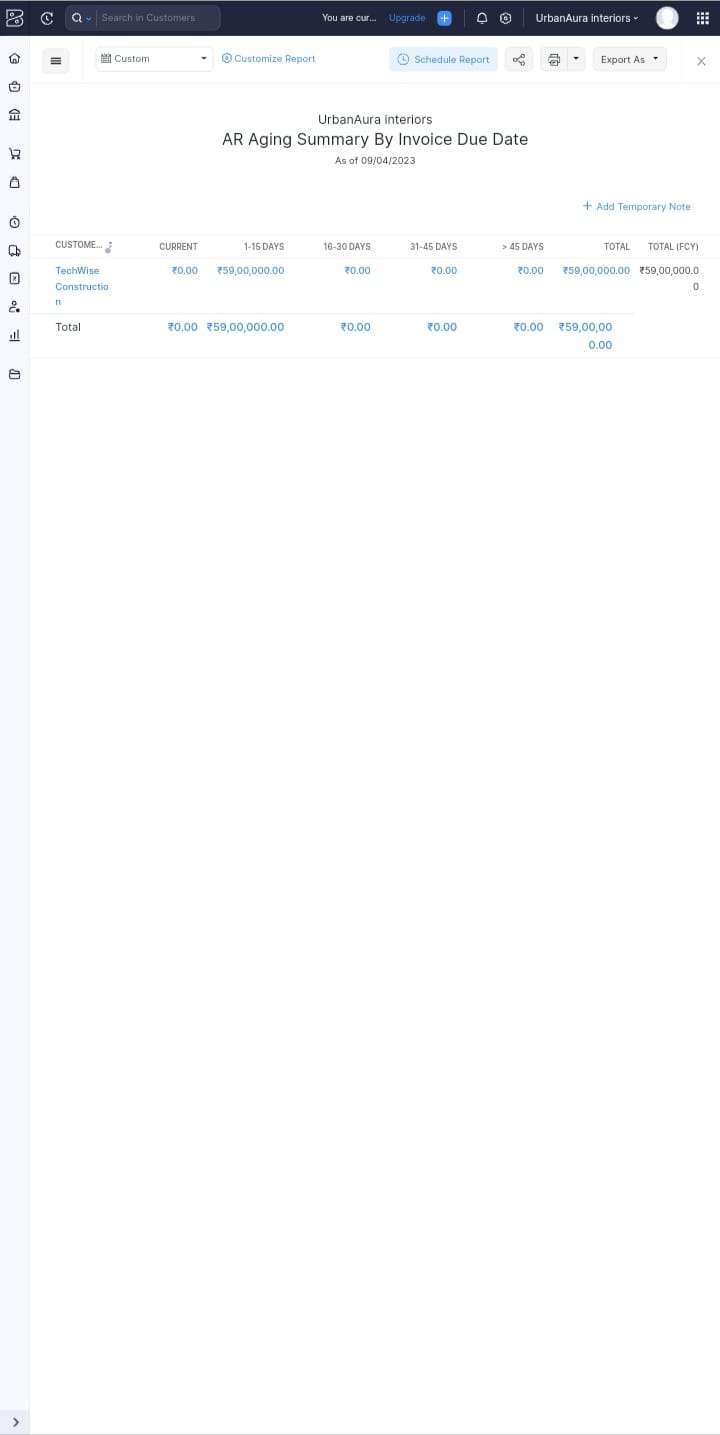 Search in Customers
You are cur... Upgrade
UrbanAura interiors
Custom
Customize Report
Schedule Report
Export As
UrbanAura interiors
AR Aging Summary By Invoice Due Date
As of 09/04/2023
+ Add Temporary Note
CUSTOME... CURRENT 1-15 DAYS 16-30 DAYS 31-45 DAYS > 45 DAYS TOTAL TOTAL (FCY)
TechWise ₹0.00 ₹59,00,000.00 ₹0.00 ₹0.00 ₹0.00 ₹59,00,000.00 ₹59,00,000.0
Constructio 0
n
Total ₹0.00 ₹59,00,000.00 ₹0.00 ₹0.00 ₹0.00 ₹59,00,00
0.00